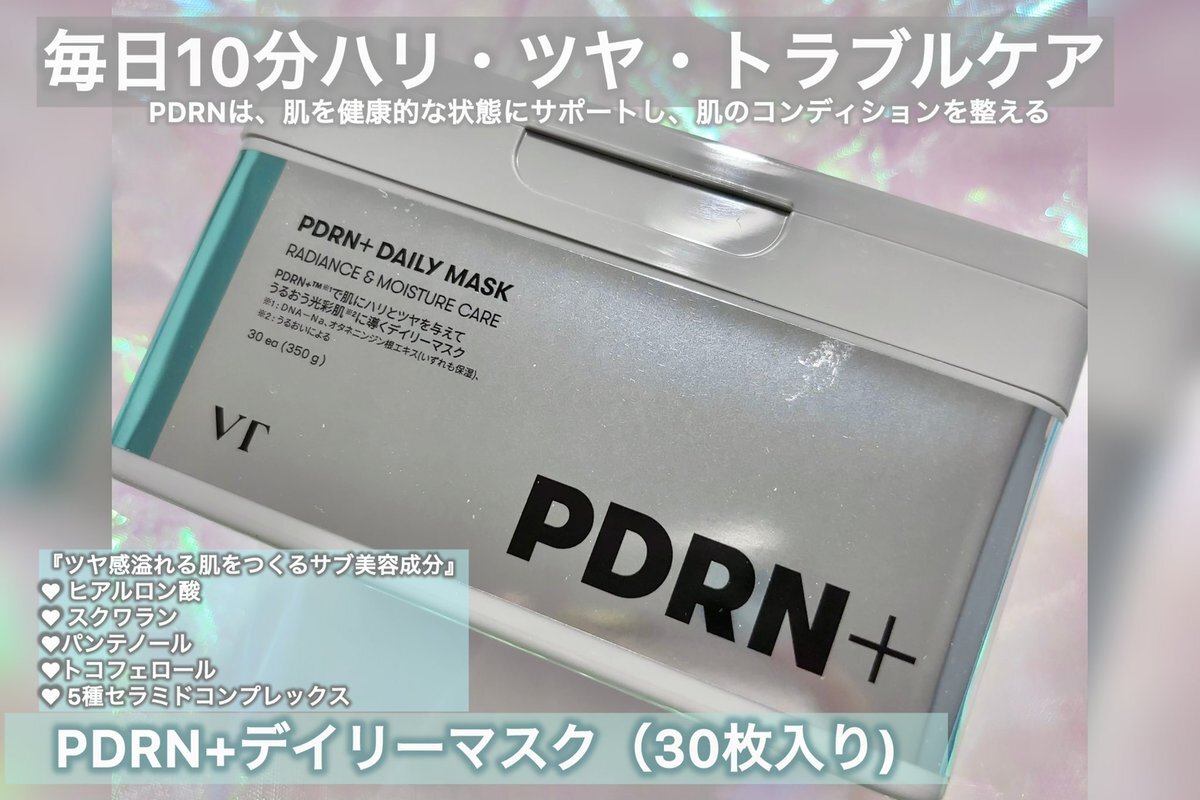 毎日10分ハリ・ツヤ・トラブルケア
PDRNは、肌を健康的な状態にサポートし、肌のコンディションを整える
PDRN+ DAILY MASK
RADIANCE & MOISTURE CARE
PDRN+™※1で肌にハリとツヤを与えて
うるおう光彩肌※2に導くデイリーマスク
※1：DNA-Na、オタネニンジン根エキス(いずれも保湿)、
※2：うるおいによる
30 ea (350 g)
VT
PDRN+
『ツヤ感溢れる肌をつくるサブ美容成分』
♥ ヒアルロン酸
♥ スクワラン
♥パンテノール
♥トコフェロール
♥ 5種セラミドコンプレックス
PDRN+デイリーマスク（30枚入り)